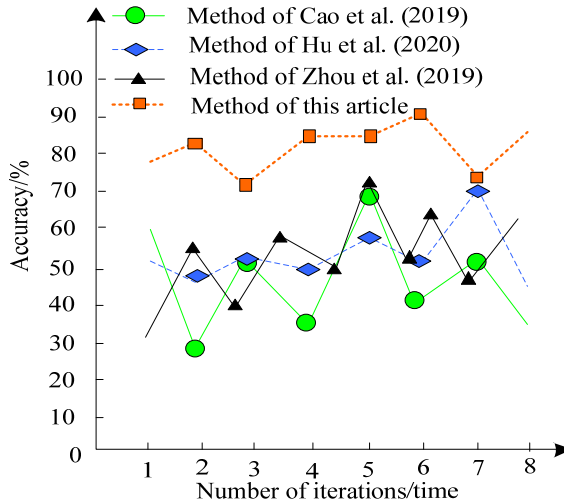 Method of Cao et al. (2019)
Method of Hu et al. (2020)
Method of Zhou et al. (2019)
Method of this article
100
90
80
70
60
50
40
30
20
10
0
Accuracy/%
1 2 3 4 5 6 7 8
Number of iterations/time